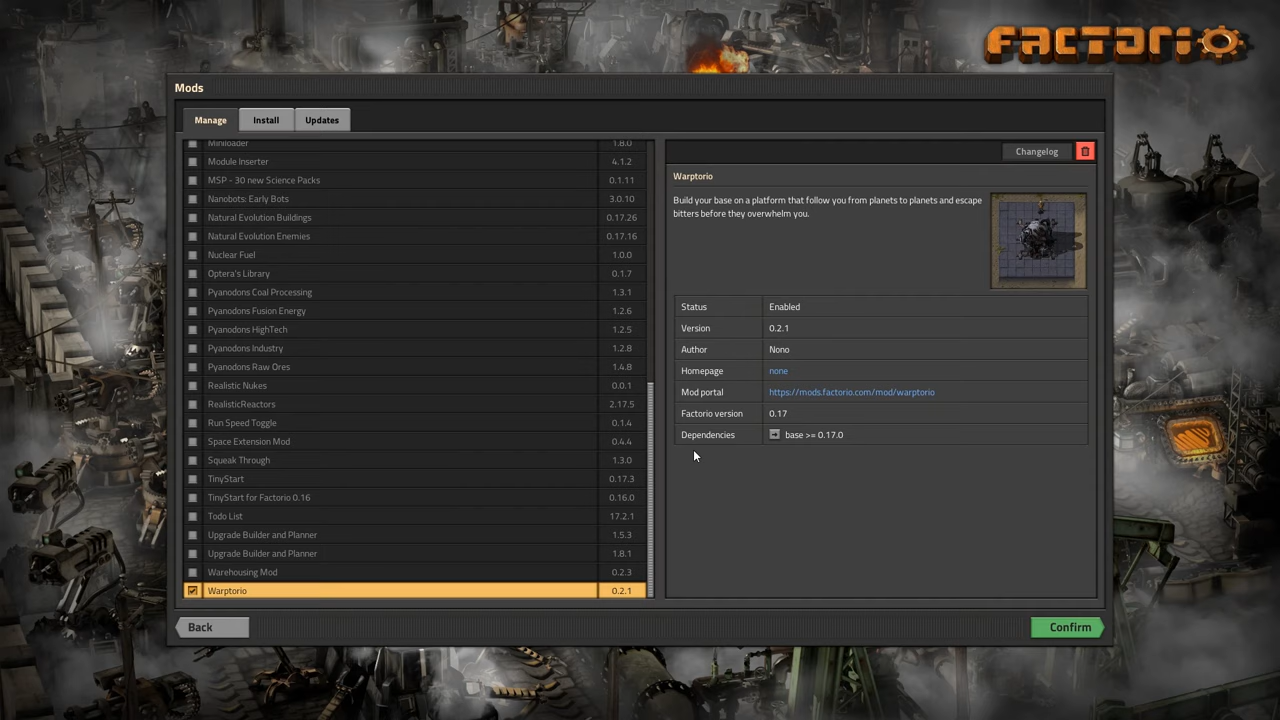 FACTORIO
Mods
Manage Install Updates
Miniloader 1.8.0
Module Inserter 4.1.2
MSP - 30 new Science Packs 0.1.11
Nanobots: Early Bots 3.0.10
Natural Evolution Buildings 0.17.26
Natural Evolution Enemies 0.17.16
Nuclear Fuel 1.0.0
Optera's Library 0.1.7
Pyanodons Coal Processing 1.3.1
Pyanodons Fusion Energy 1.2.6
Pyanodons HighTech 1.2.5
Pyanodons Industry 1.2.8
Pyanodons Raw Ores 1.4.8
Realistic Nukes 0.0.1
RealisticReactors 2.17.5
Run Speed Toggle 0.1.4
Space Extension Mod 0.4.4
Squeak Through 1.3.0
TinyStart 0.17.3
TinyStart for Factorio 0.16 0.16.0
Todo List 17.2.1
Upgrade Builder and Planner 1.5.3
Upgrade Builder and Planner 1.8.1
Warehousing Mod 0.2.3
Warptorio 0.2.1
Changelog
Warptorio
Build your base on a platform that follow you from planets to planets and escape
bitters before they overwhelm you.
Status Enabled
Version 0.2.1
Author Nono
Homepage none
Mod portal https://mods.factorio.com/mod/warptorio
Factorio version 0.17
Dependencies base >= 0.17.0
Back
Confirm